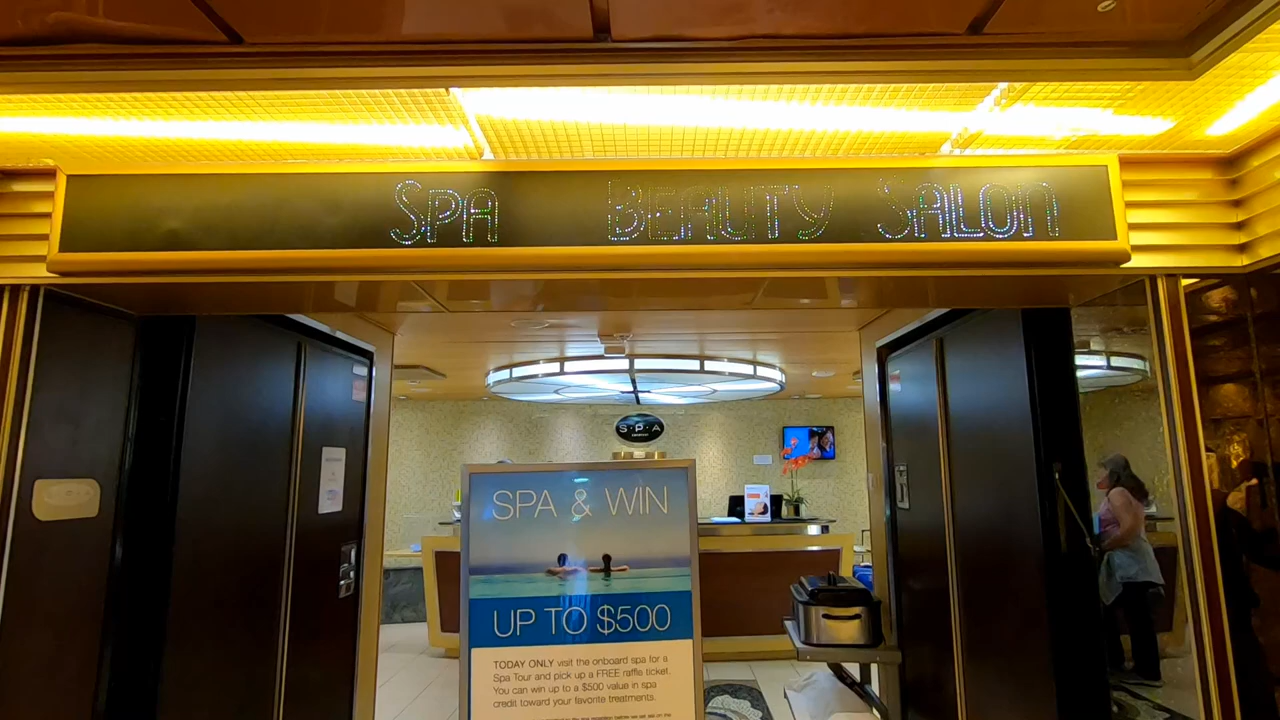 SPA BEAUTY SALON
S·P·A
SPA & WIN
UP TO $500
TODAY ONLY visit the onboard spa for a
Spa Tour and pick up a FREE raffle ticket.
You can win up to a $500 value in spa
credit toward your favorite treatments.